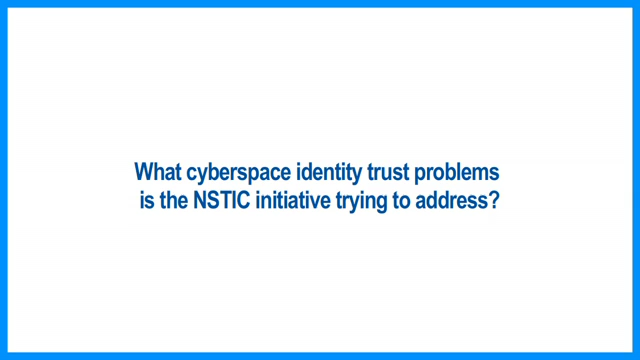 What cyberspace identity trust problems
is the NSTIC initiative trying to address?